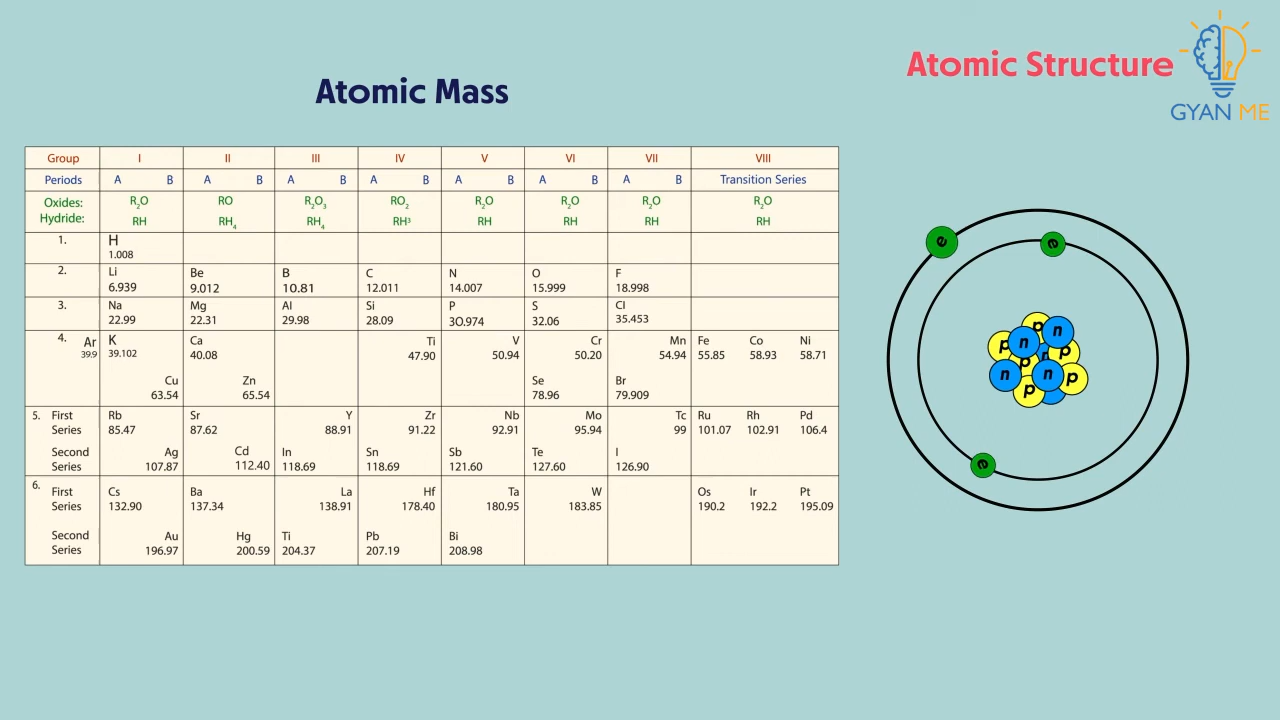 Atomic Structure
GYAN ME
Atomic Mass
Group I II III IV V VI VII VIII
Periods A B A B A B A B A B A B A B Transition Series
Oxides: R2O RO R2O3 RO2 R2O R2O R2O R2O
Hydride: RH RH4 RH4 RH³ RH RH RH RH
1. H
1.008
2. Li Be B C N O F
6.939 9.012 10.81 12.011 14.007 15.999 18.998
3. Na Mg Al Si P S Cl
22.99 22.31 29.98 28.09 30.974 32.06 35.453
4. Ar K Ca Ti V Cr Mn Fe Co Ni
39.9 39.102 40.08 47.90 50.94 50.20 54.94 55.85 58.93 58.71
Cu Zn Se Br
63.54 65.54 78.96 79.909
5. First Rb Sr Y Zr Nb Mo Tc Ru Rh Pd
Series 85.47 87.62 88.91 91.22 92.91 95.94 99 101.07 102.91 106.4
Second Ag Cd In Sn Sb Te I
Series 107.87 112.40 118.69 118.69 121.60 127.60 126.90
6. First Cs Ba La Hf Ta W Os Ir Pt
Series 132.90 137.34 138.91 178.40 180.95 183.85 190.2 192.2 195.09
Second Au Hg Ti Pb Bi
Series 196.97 200.59 204.37 207.19 208.98
e e
p n
p n n p
p
n n p
p
e